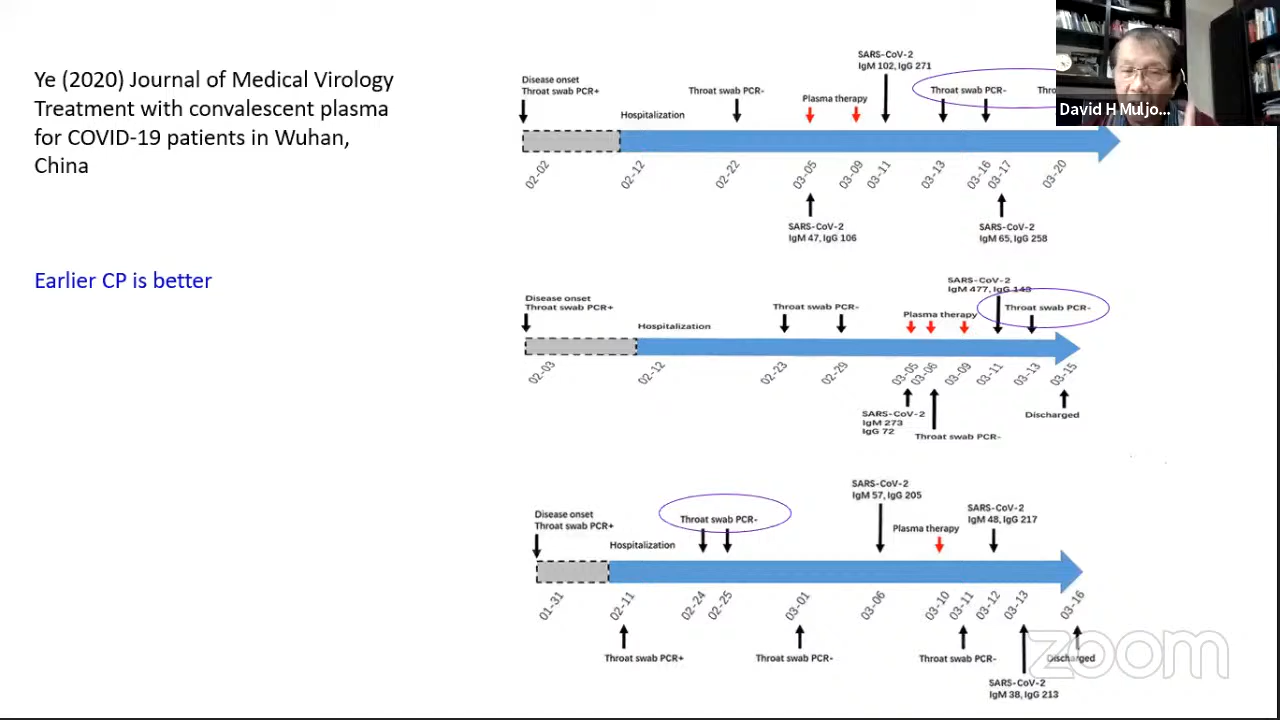 Ye (2020) Journal of Medical Virology
Treatment with convalescent plasma
for COVID-19 patients in Wuhan,
China
Earlier CP is better
David H Muljo...
SARS-CoV-2
IgM 102, IgG 271
Disease onset
Throat swab PCR+
Throat swab PCR-
Plasma therapy
Throat swab PCR-
Thro
Hospitalization
02-02
02-12
02-22
03-05
03-09
03-11
03-13
03-16
03-17
03-20
SARS-CoV-2
IgM 47, IgG 106
SARS-CoV-2
IgM 65, IgG 258
SARS-CoV-2
IgM 477, IgG 143
Disease onset
Throat swab PCR+
Throat swab PCR-
Throat swab PCR-
Plasma therapy
Hospitalization
02-03
02-12
02-23
02-29
03-05
03-06
03-09
03-11
03-13
03-15
SARS-CoV-2
IgM 273
IgG 72
Throat swab PCR-
Discharged
SARS-CoV-2
IgM 57, IgG 205
SARS-CoV-2
IgM 48, IgG 217
Disease onset
Throat swab PCR+
Throat swab PCR-
Plasma therapy
Hospitalization
01-31
02-11
02-24
02-25
03-01
03-06
03-10
03-11
03-12
03-13
03-16
Throat swab PCR+
Throat swab PCR-
Throat swab PCR-
Discharged
SARS-CoV-2
IgM 38, IgG 213
zoom